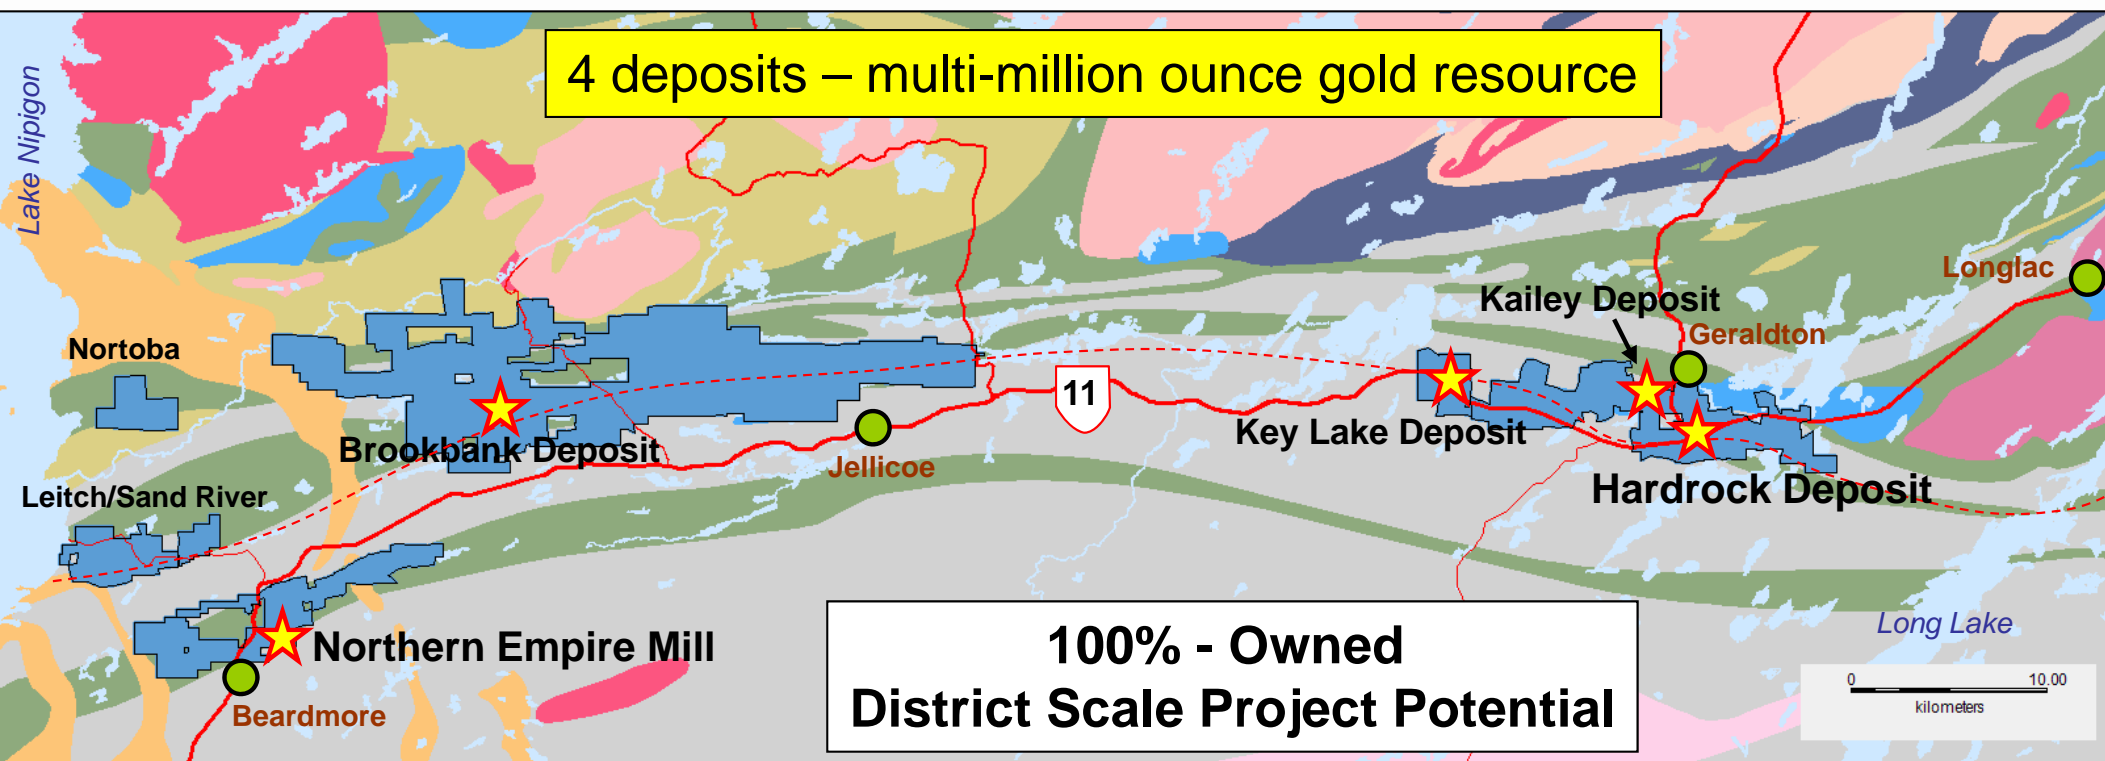 4 deposits – multi-million ounce gold resource
Lake Nipigon
Longlac
Kailey Deposit
Geraldton
Nortoba
11
Key Lake Deposit
Brookbank Deposit
Jellicoe
Hardrock Deposit
Leitch/Sand River
Long Lake
Northern Empire Mill
100% - Owned
District Scale Project Potential
Beardmore
0 10.00
kilometers